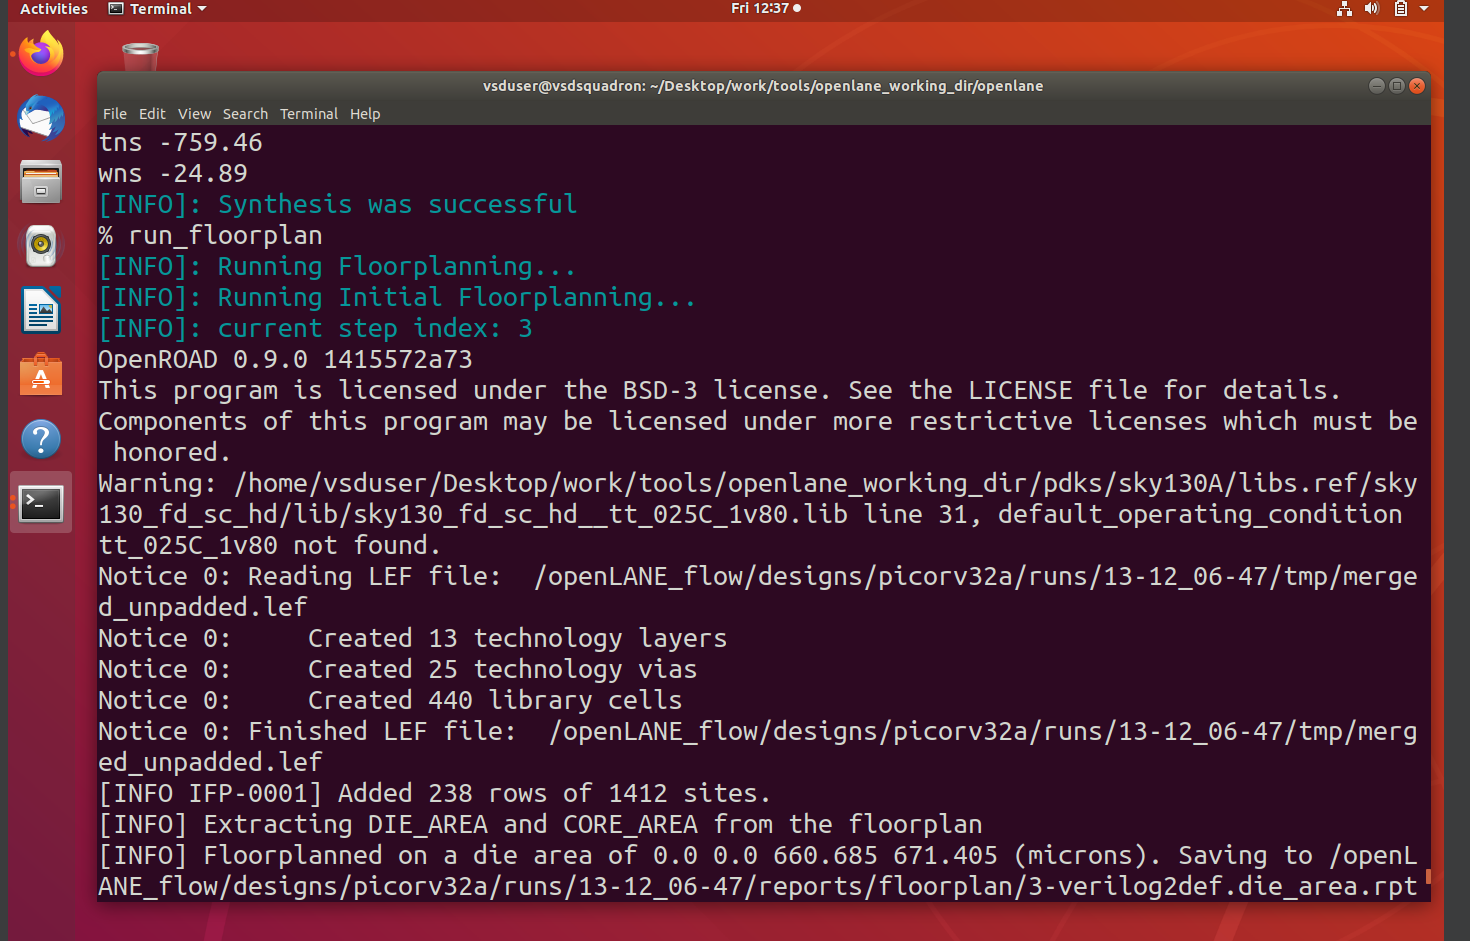 Activities Terminal Fri 12:37
vsduser@vsdsquadron: ~/Desktop/work/tools/openlane_working_dir/openlane
File Edit View Search Terminal Help
tns -759.46
wns -24.89
[INFO]: Synthesis was successful
% run_floorplan
[INFO]: Running Floorplanning...
[INFO]: Running Initial Floorplanning...
[INFO]: current step index: 3
OpenROAD 0.9.0 1415572a73
This program is licensed under the BSD-3 license. See the LICENSE file for details.
Components of this program may be licensed under more restrictive licenses which must be
 honored.
Warning: /home/vsduser/Desktop/work/tools/openlane_working_dir/pdks/sky130A/libs.ref/sky
130_fd_sc_hd/lib/sky130_fd_sc_hd__tt_025C_1v80.lib line 31, default_operating_condition
tt_025C_1v80 not found.
Notice 0: Reading LEF file:  /openLANE_flow/designs/picorv32a/runs/13-12_06-47/tmp/merge
d_unpadded.lef
Notice 0:     Created 13 technology layers
Notice 0:     Created 25 technology vias
Notice 0:     Created 440 library cells
Notice 0: Finished LEF file:  /openLANE_flow/designs/picorv32a/runs/13-12_06-47/tmp/merg
ed_unpadded.lef
[INFO IFP-0001] Added 238 rows of 1412 sites.
[INFO] Extracting DIE_AREA and CORE_AREA from the floorplan
[INFO] Floorplanned on a die area of 0.0 0.0 660.685 671.405 (microns). Saving to /openL
ANE_flow/designs/picorv32a/runs/13-12_06-47/reports/floorplan/3-verilog2def.die_area.rpt